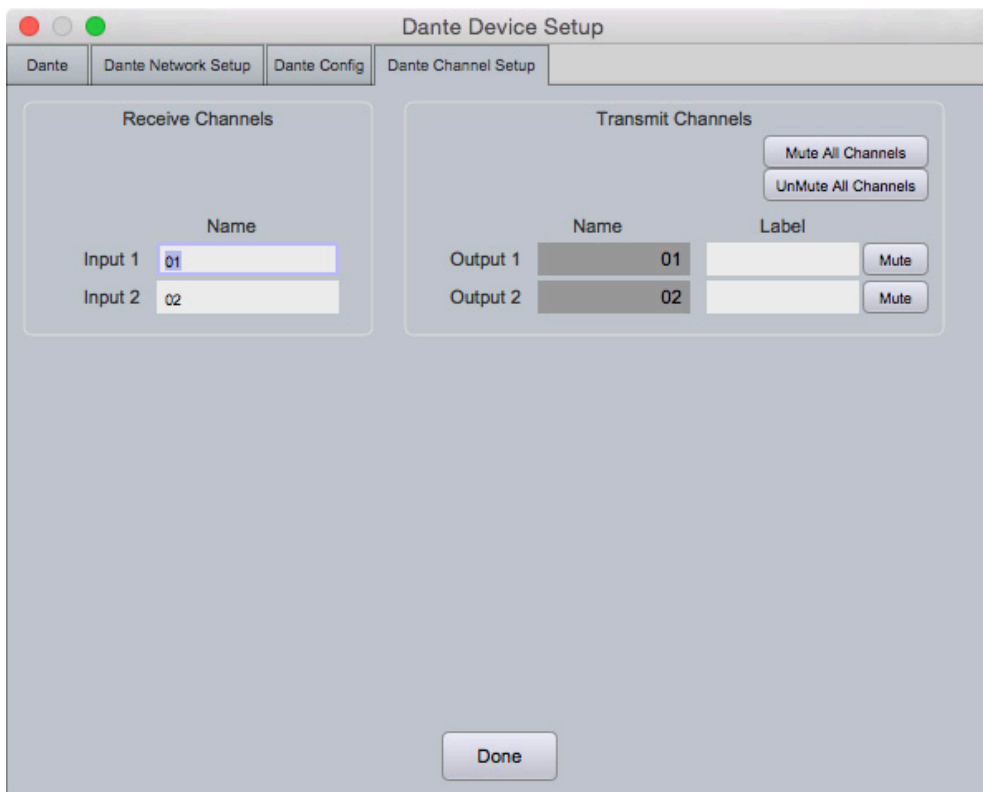 Dante Device Setup
Dante Dante Network Setup Dante Config Dante Channel Setup
Receive Channels
Name
Input 1 01
Input 2 02
Transmit Channels
Mute All Channels
UnMute All Channels
Name Label
Output 1 01 Mute
Output 2 02 Mute
Done